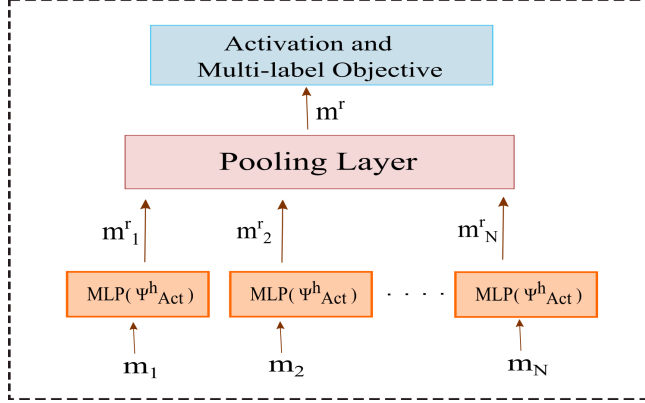 Activation and
Multi-label Objective
m^r
Pooling Layer
m^r_1 m^r_2 m^r_N
MLP( Ψ^h_Act ) MLP( Ψ^h_Act ) . . . . MLP( Ψ^h_Act )
m_1 m_2 m_N